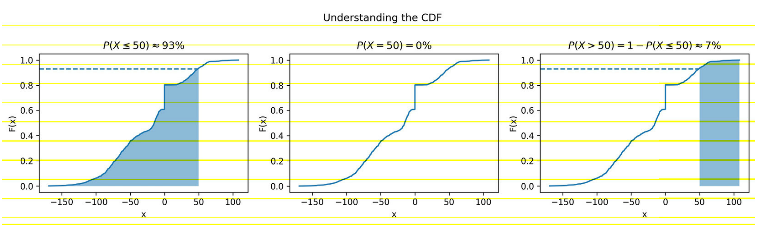 Understanding the CDF
P(X ≤ 50) ≈ 93%
P(X = 50) = 0%
P(X > 50) = 1 − P(X ≤ 50) ≈ 7%
F(x)
1.0
0.8
0.6
0.4
0.2
0.0
−150 −100 −50 0 50 100
x
F(x)
1.0
0.8
0.6
0.4
0.2
0.0
−150 −100 −50 0 50 100
x
F(x)
1.0
0.8
0.6
0.4
0.2
0.0
−150 −100 −50 0 50 100
x